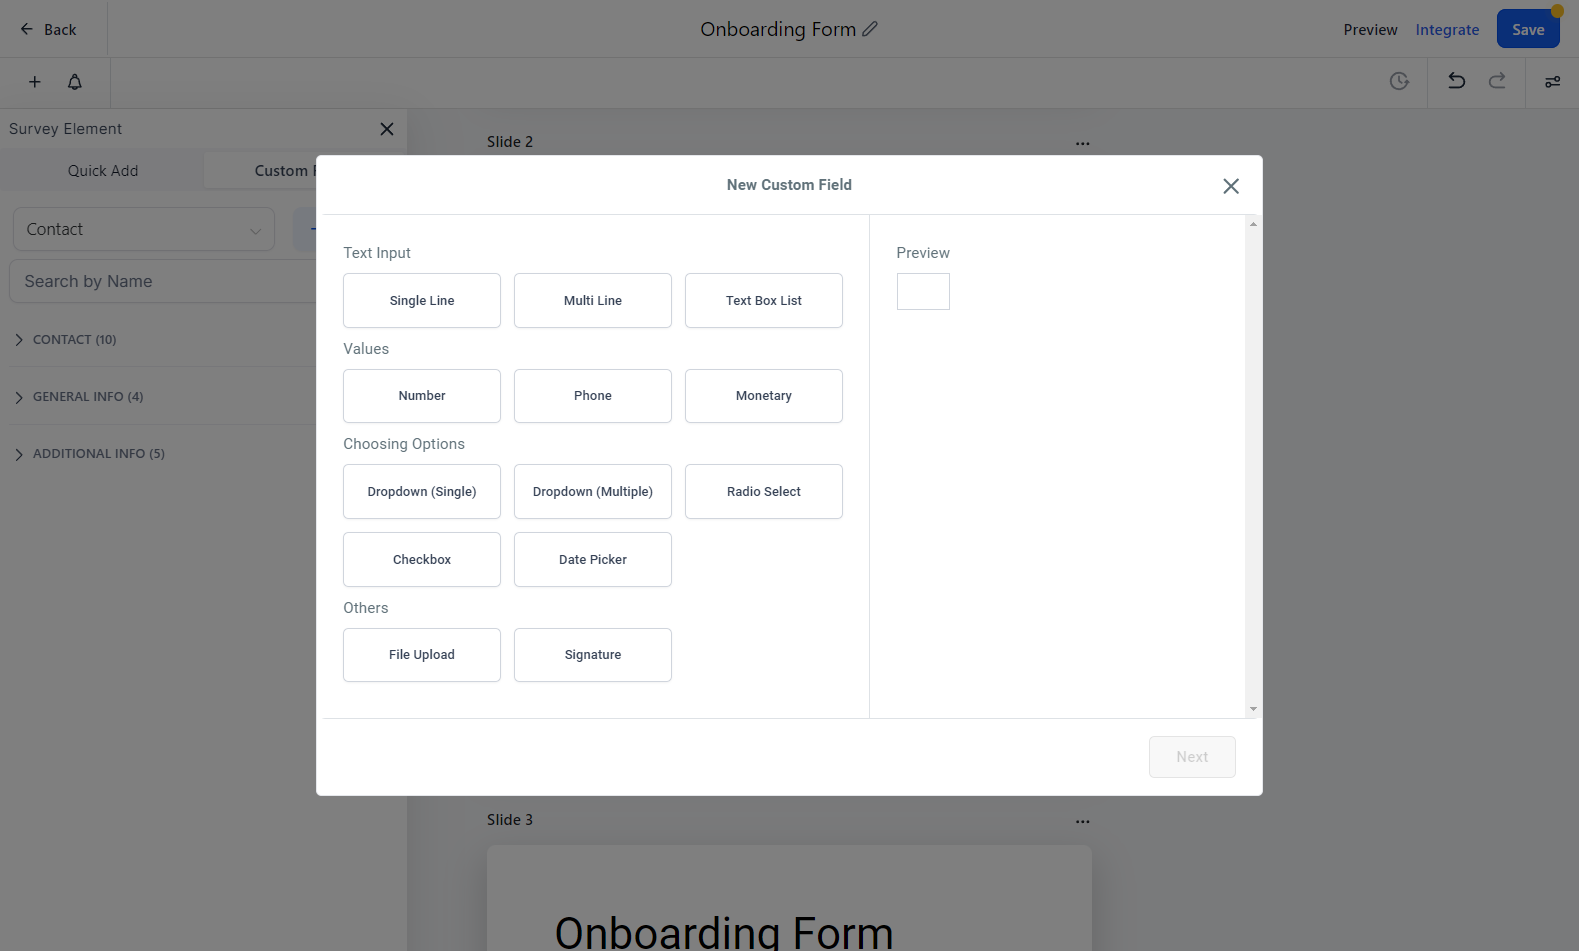 Back
Onboarding Form
Preview
Integrate
Save
Survey Element
Quick Add
Custom
Contact
Search by Name
CONTACT (10)
GENERAL INFO (4)
ADDITIONAL INFO (5)
Slide 2
New Custom Field
Text Input
Single Line
Multi Line
Text Box List
Values
Number
Phone
Monetary
Choosing Options
Dropdown (Single)
Dropdown (Multiple)
Radio Select
Checkbox
Date Picker
Others
File Upload
Signature
Preview
Next
Slide 3
Onboarding Form